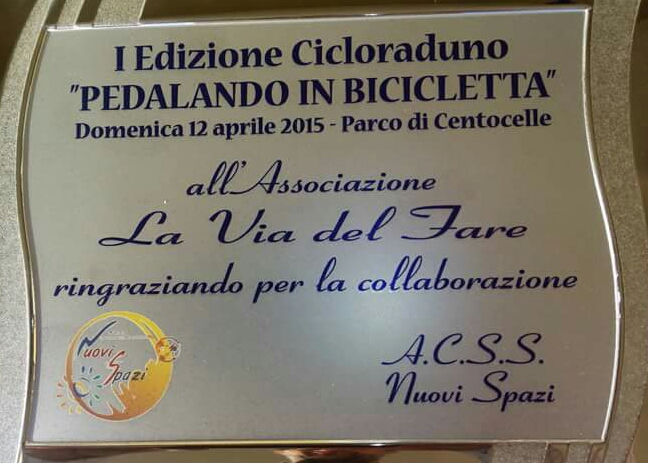 I Edizione Cicloraduno
"PEDALANDO IN BICICLETTA"
Domenica 12 aprile 2015 - Parco di Centocelle
all'Associazione
La Via del Fare
ringraziando per la collaborazione
Nuovi
Spazi
A.C.S.S.
Nuovi Spazi